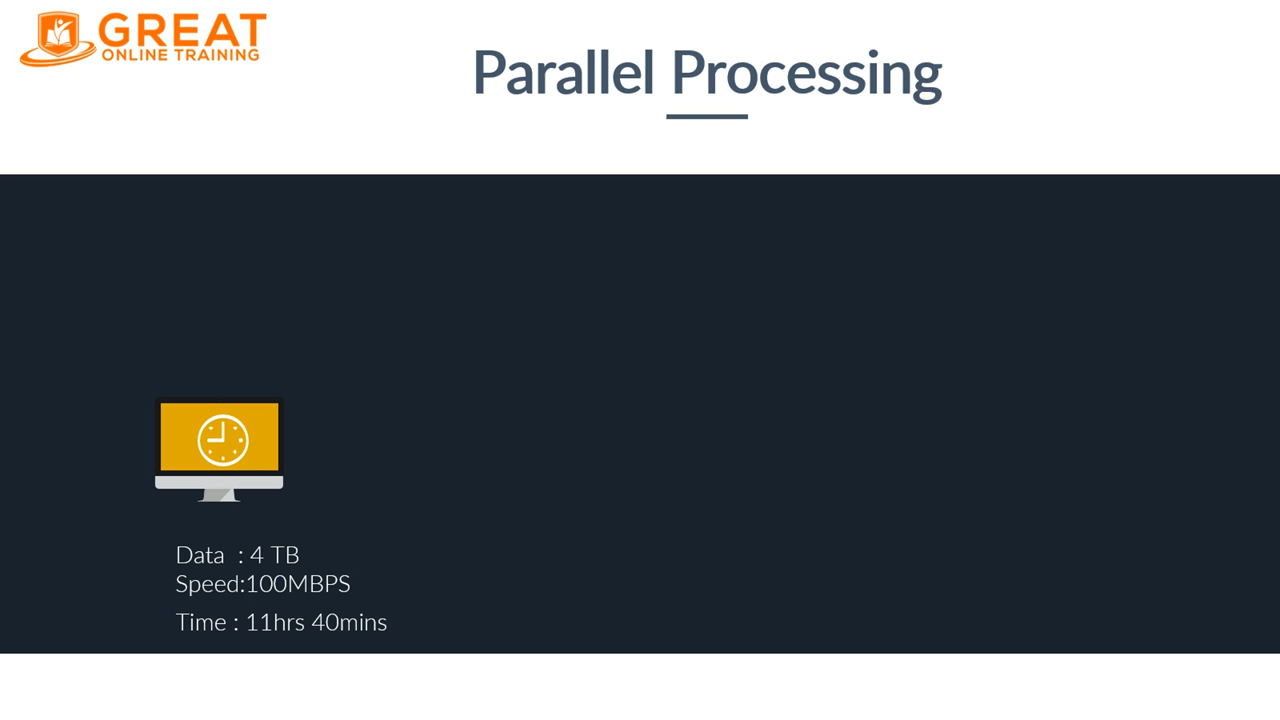 GREAT
ONLINE TRAINING
Parallel Processing
Data : 4 TB
Speed:100MBPS
Time : 11hrs 40mins